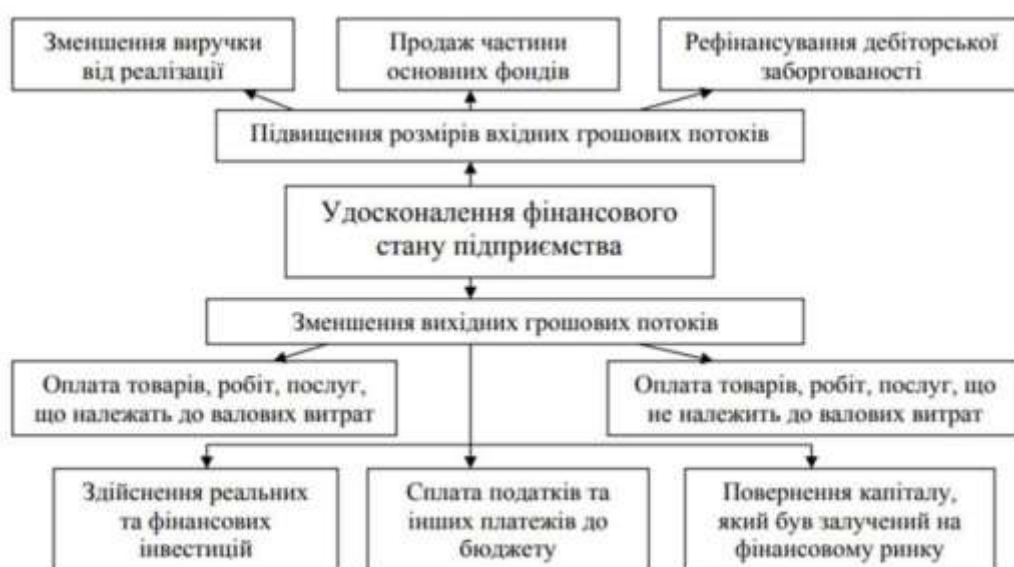 Зменшення виручки
від реалізації
Продаж частини
основних фондів
Рефінансування дебіторської
заборгованості
Підвищення розмірів вхідних грошових потоків
Удосконалення фінансового
стану підприємства
Зменшення вихідних грошових потоків
Оплата товарів, робіт, послуг,
що належать до валових витрат
Оплата товарів, робіт, послуг, що
не належить до валових витрат
Здійснення реальних
та фінансових
інвестицій
Сплата податків та
інших платежів до
бюджету
Повернення капіталу,
який був залучений на
фінансовому ринку